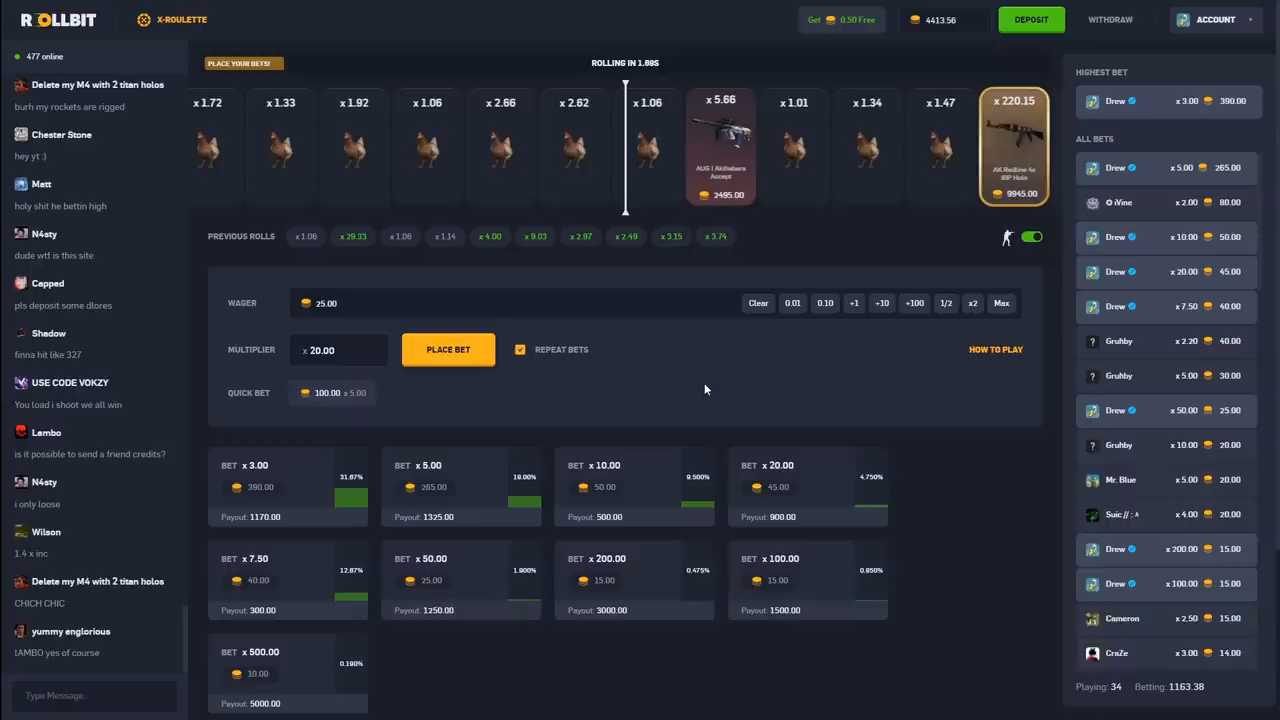 ROLLBIT
X-ROULETTE
Get 0.50 Free
4413.56
DEPOSIT
WITHDRAW
ACCOUNT
477 online
Delete my M4 with 2 titan holos
burh my rockets are rigged
Chester Stone
hey yt :)
Matt
holy shit he bettin high
N4sty
dude wtf is this site
Capped
pls deposit some dlores
Shadow
finna hit like 327
USE CODE VOKZY
You load i shoot we all win
Lambo
is it possible to send a friend credits?
N4sty
i only loose
Wilson
1.4 x inc
Delete my M4 with 2 titan holos
CHICH CHIC
yummy englorious
lAMBO yes of course
Type Message..
PLACE YOUR BETS!
ROLLING IN 1.88S
x 1.72
x 1.33
x 1.92
x 1.06
x 2.66
x 2.62
x 1.06
x 5.66
AUG | Akihabara
Accept
2495.00
x 1.01
x 1.34
x 1.47
x 220.15
AK Redline 4x
IBP Holo
9945.00
PREVIOUS ROLLS
x 1.06
x 29.33
x 1.06
x 1.14
x 4.00
x 9.03
x 2.97
x 2.49
x 3.15
x 3.74
WAGER
25.00
Clear
0.01
0.10
+1
+10
+100
1/2
x2
Max
MULTIPLIER
x 20.00
PLACE BET
REPEAT BETS
HOW TO PLAY
QUICK BET
100.00 x 5.00
BET x 3.00
390.00
31.67%
Payout: 1170.00
BET x 5.00
265.00
19.00%
Payout: 1325.00
BET x 10.00
50.00
9.500%
Payout: 500.00
BET x 20.00
45.00
4.750%
Payout: 900.00
BET x 7.50
40.00
12.67%
Payout: 300.00
BET x 50.00
25.00
1.900%
Payout: 1250.00
BET x 200.00
15.00
0.475%
Payout: 3000.00
BET x 100.00
15.00
0.950%
Payout: 1500.00
BET x 500.00
10.00
0.190%
Payout: 5000.00
HIGHEST BET
Drew x 3.00 390.00
ALL BETS
Drew x 5.00 265.00
iVine x 2.00 80.00
Drew x 10.00 50.00
Drew x 20.00 45.00
Drew x 7.50 40.00
Gruhby x 2.20 40.00
Gruhby x 5.00 30.00
Drew x 50.00 25.00
Gruhby x 10.00 20.00
Mr. Blue x 5.00 20.00
Suic // : x 4.00 20.00
Drew x 200.00 15.00
Drew x 100.00 15.00
Cameron x 2.50 15.00
CraZe x 3.00 14.00
Playing: 34 Betting: 1163.38